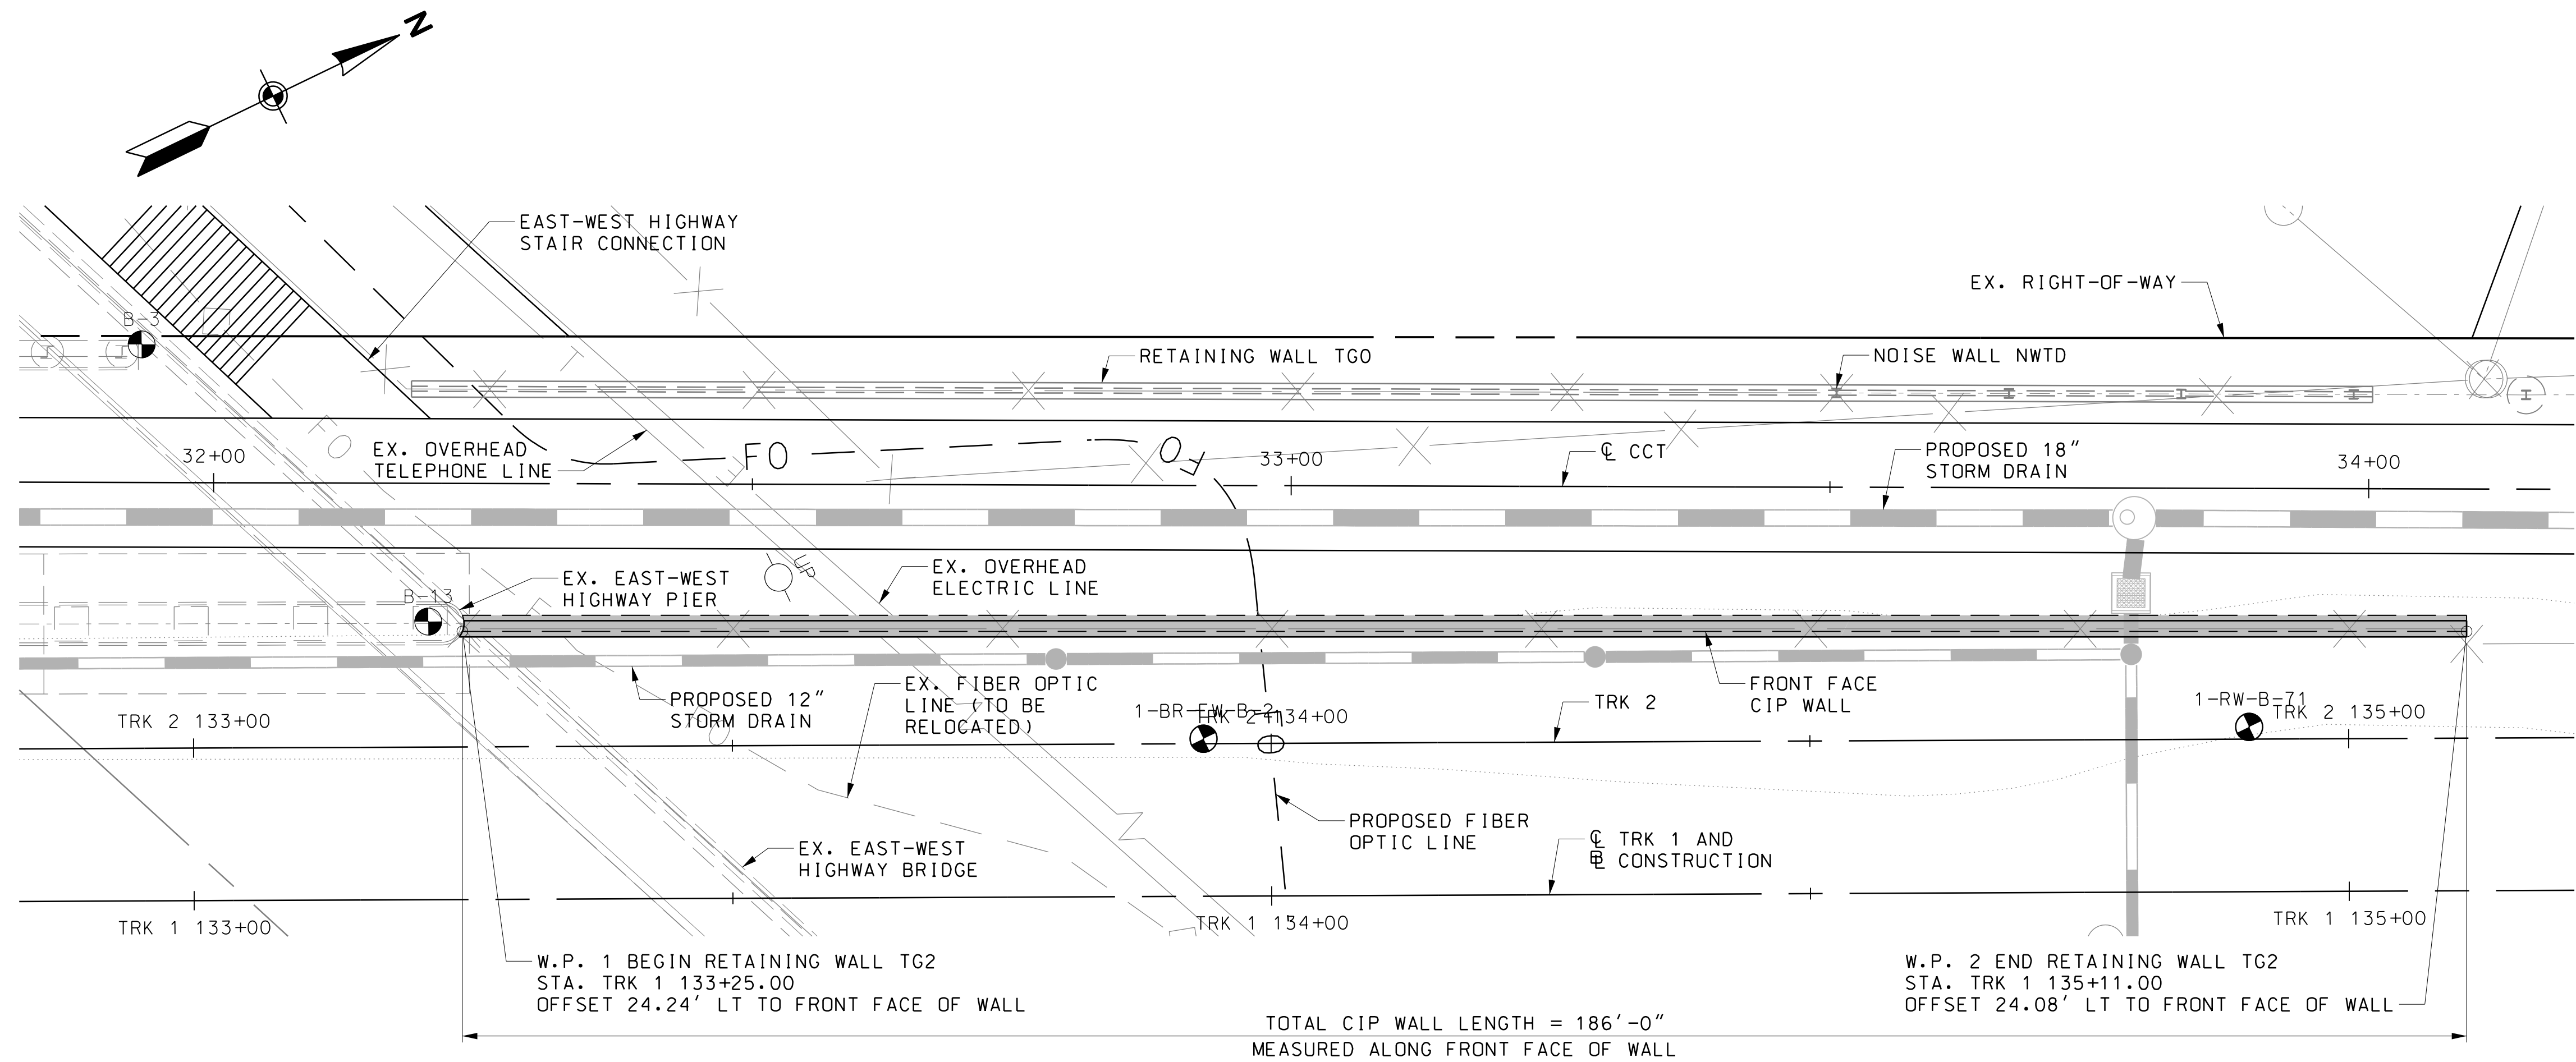 N
EAST-WEST HIGHWAY
STAIR CONNECTION
EX. RIGHT-OF-WAY
B-3
RETAINING WALL TGO
NOISE WALL NWTD
FO
32+00
EX. OVERHEAD
TELEPHONE LINE
FO
FO
33+00
℄ CCT
PROPOSED 18"
STORM DRAIN
34+00
B-13
EX. EAST-WEST
HIGHWAY PIER
UP
EX. OVERHEAD
ELECTRIC LINE
TRK 2 133+00
PROPOSED 12"
STORM DRAIN
EX. FIBER OPTIC
LINE (TO BE
RELOCATED)
TRK 2 134+00
TRK 2
FRONT FACE
CIP WALL
1-RW-B-71
TRK 2 135+00
EX. EAST-WEST
HIGHWAY BRIDGE
PROPOSED FIBER
OPTIC LINE
℄ TRK 1 AND
BL CONSTRUCTION
TRK 1 133+00
TRK 1 134+00
TRK 1 135+00
W.P. 1 BEGIN RETAINING WALL TG2
STA. TRK 1 133+25.00
OFFSET 24.24' LT TO FRONT FACE OF WALL
W.P. 2 END RETAINING WALL TG2
STA. TRK 1 135+11.00
OFFSET 24.08' LT TO FRONT FACE OF WALL
TOTAL CIP WALL LENGTH = 186'-0"
MEASURED ALONG FRONT FACE OF WALL